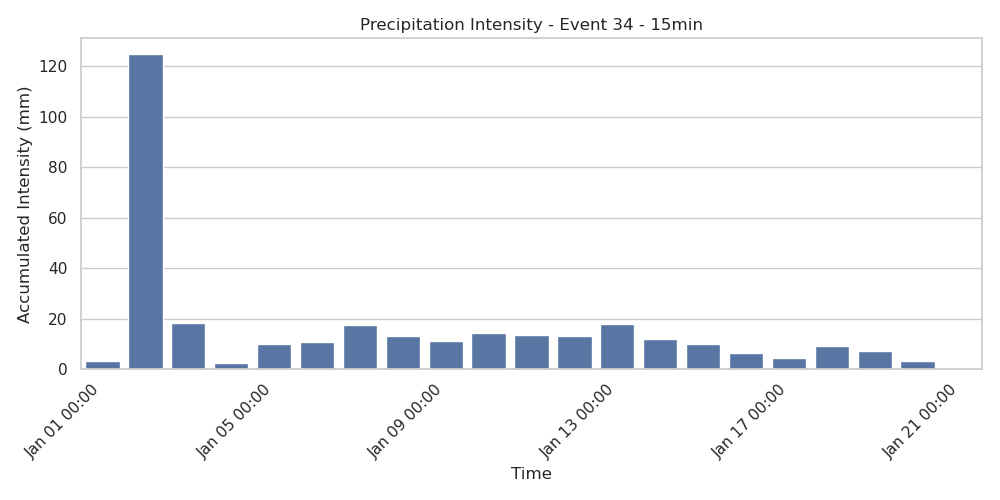 Precipitation Intensity - Event 34 - 15min
Accumulated Intensity (mm)
120
100
80
60
40
20
0
Jan 01 00:00
Jan 05 00:00
Jan 09 00:00
Jan 13 00:00
Jan 17 00:00
Jan 21 00:00
Time